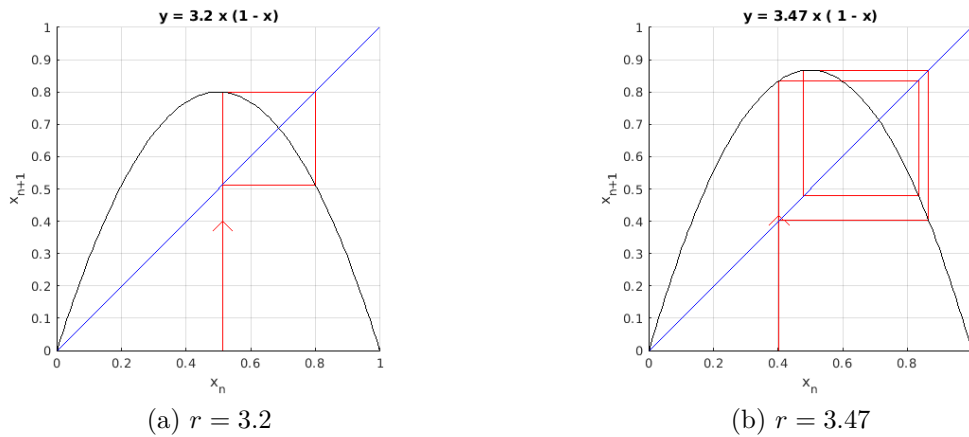 y = 3.2 x (1 - x)
1
0.9
0.8
0.7
0.6
0.5
0.4
0.3
0.2
0.1
0
x_{n+1}
0 0.2 0.4 0.6 0.8 1
x_n
(a) r = 3.2
y = 3.47 x ( 1 - x)
1
0.9
0.8
0.7
0.6
0.5
0.4
0.3
0.2
0.1
0
x_{n+1}
0 0.2 0.4 0.6 0.8
x_n
(b) r = 3.47